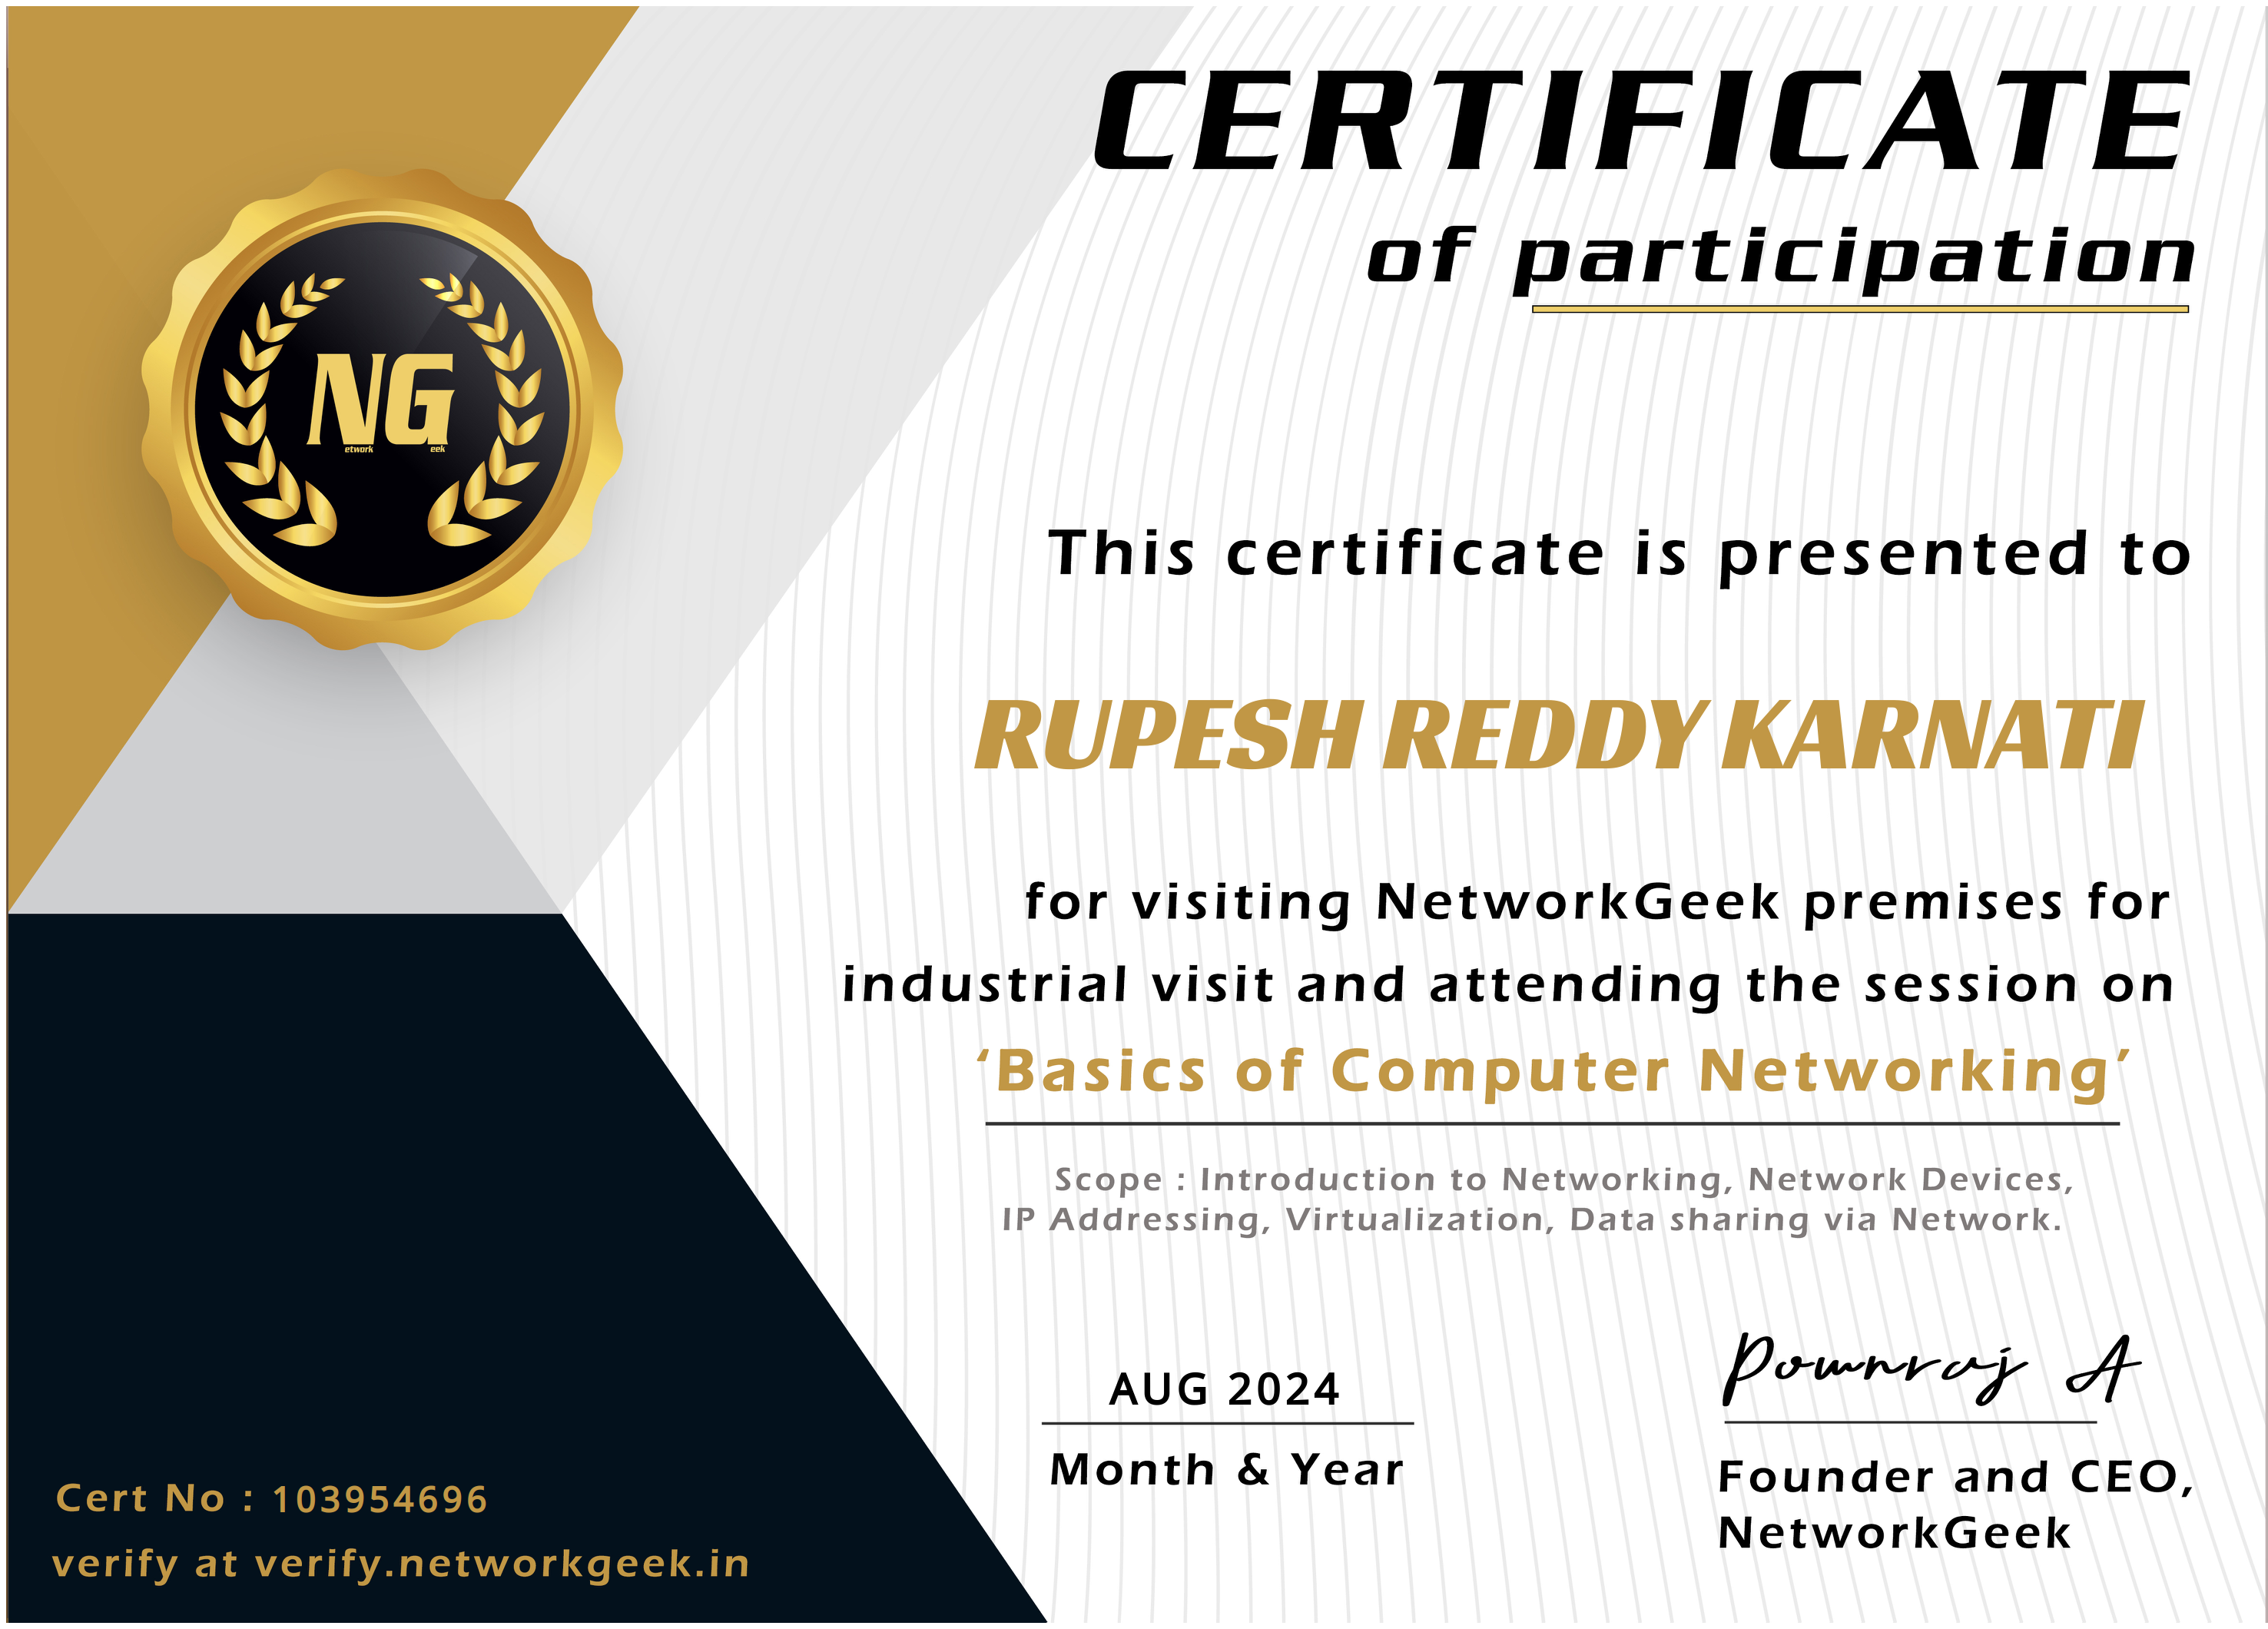 CERTIFICATE
of participation
NG
etwork eek
This certificate is presented to
RUPESH REDDY KARNATI
for visiting NetworkGeek premises for
industrial visit and attending the session on
‘Basics of Computer Networking’
Scope : Introduction to Networking, Network Devices,
IP Addressing, Virtualization, Data sharing via Network.
AUG 2024
Month & Year
Pownraj A
Founder and CEO,
NetworkGeek
Cert No : 103954696
verify at verify.networkgeek.in